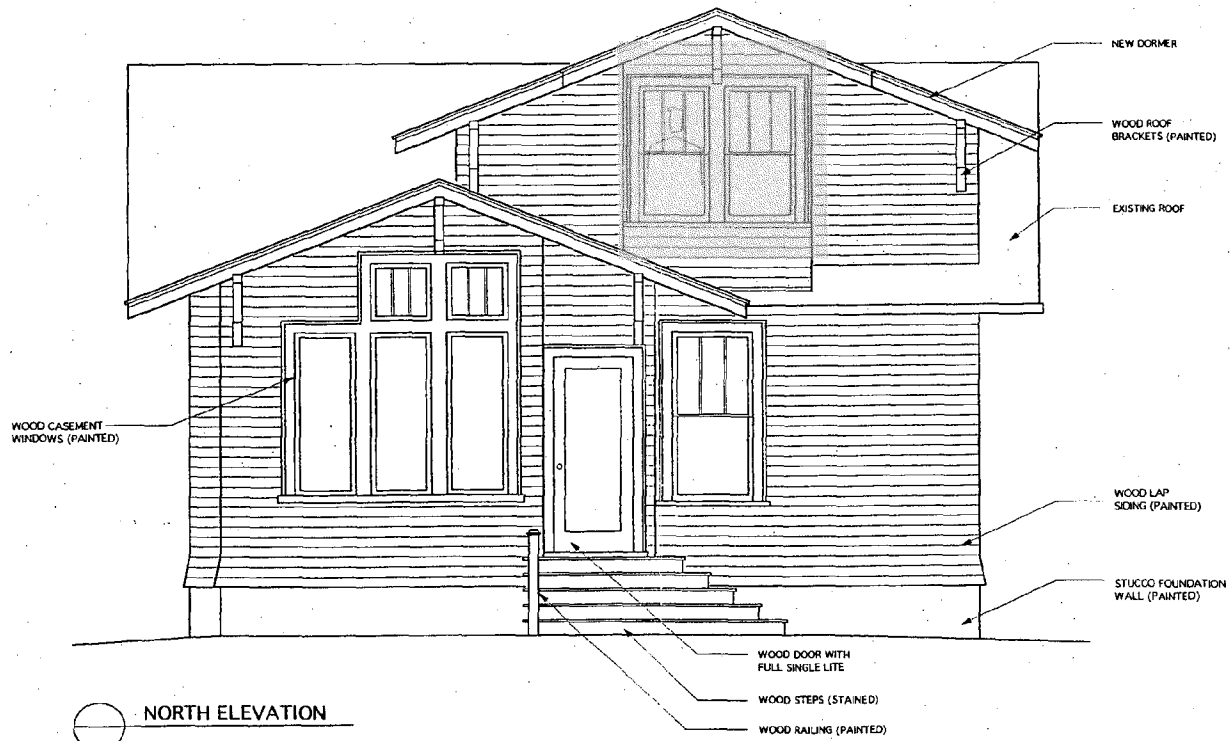 NEW DORMER
WOOD ROOF
BRACKETS (PAINTED)
EXISTING ROOF
WOOD CASEMENT
WINDOWS (PAINTED)
WOOD LAP
SIDING (PAINTED)
STUCCO FOUNDATION
WALL (PAINTED)
WOOD DOOR WITH
FULL SINGLE LITE
WOOD STEPS (STAINED)
WOOD RAILING (PAINTED)
NORTH ELEVATION